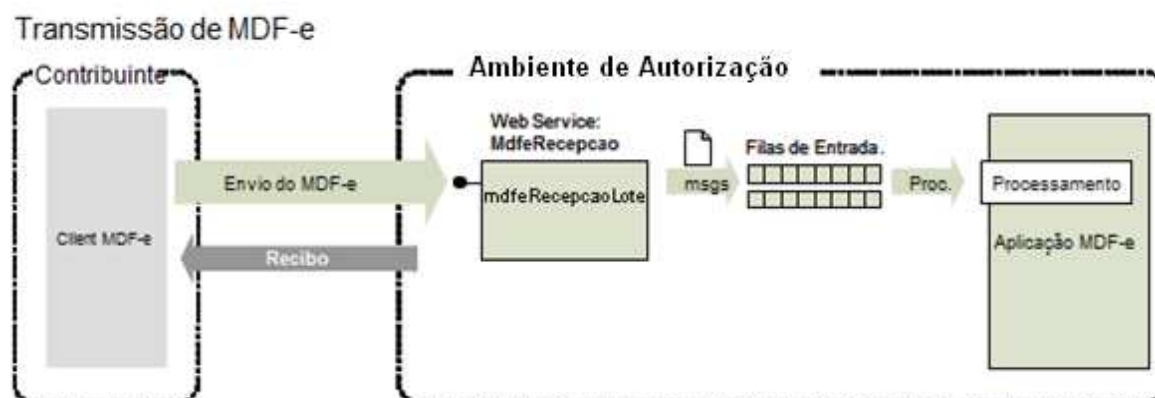 Transmissão de MDF-e
Contribuinte
Ambiente de Autorização
Web Service:
MdfeRecepcao
Filas de Entrada.
Envio do MDF-e
mdfeRecepcaoLote
msgs
Proc.
Processamento
Client MDF-e
Recibo
Aplicação MDF-e